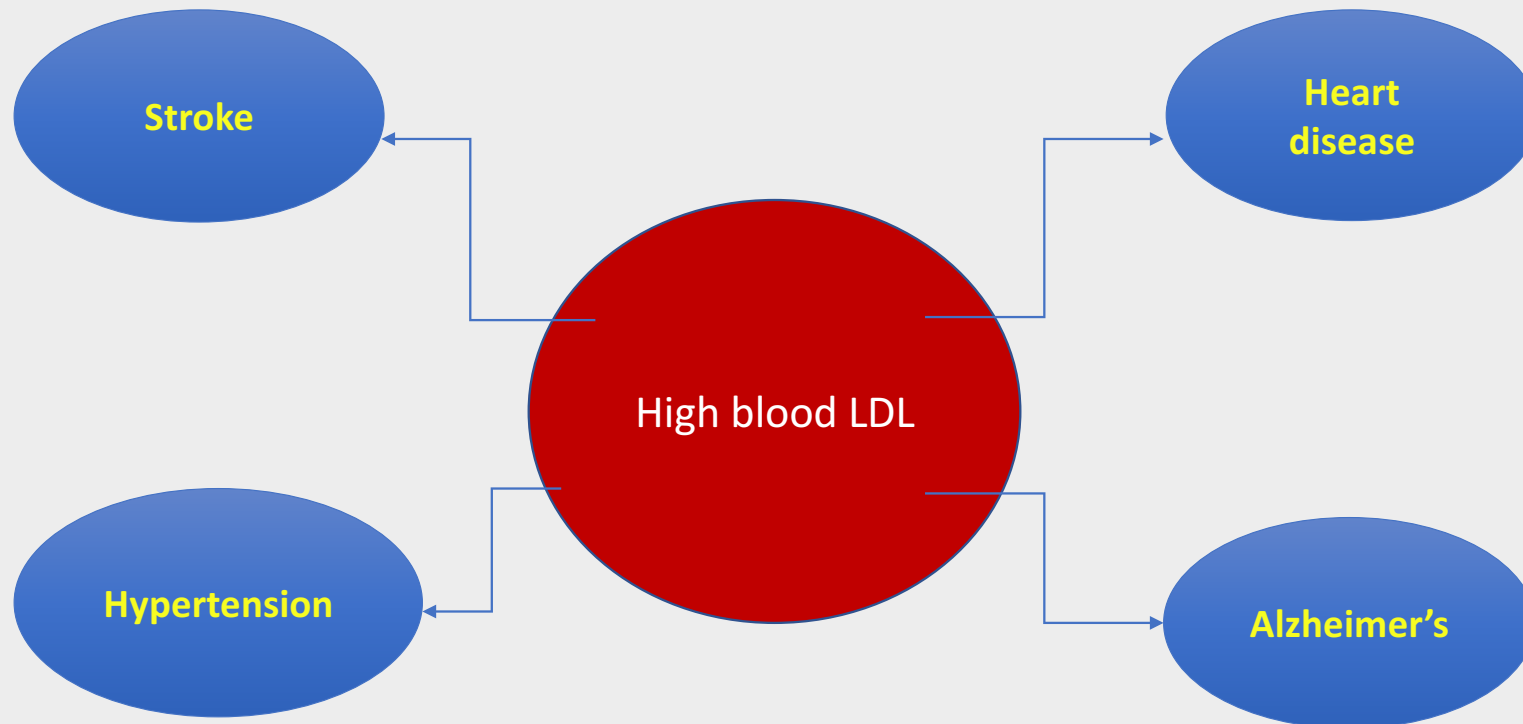 Stroke
Heart
disease
High blood LDL
Hypertension
Alzheimer’s